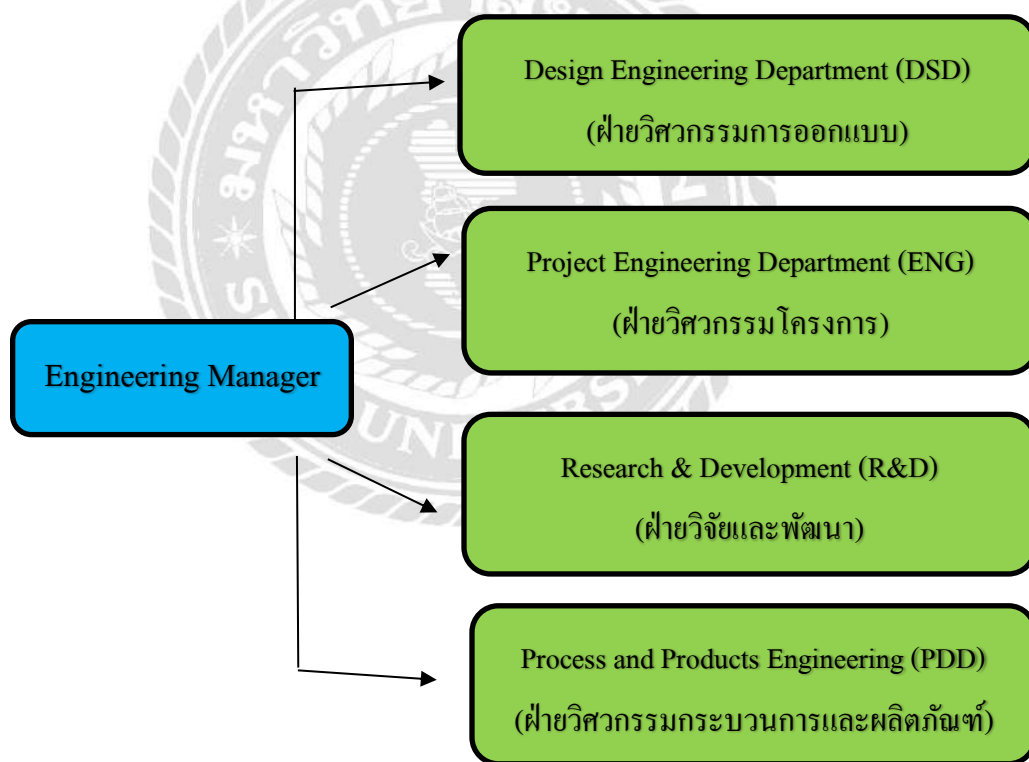 Design Engineering Department (DSD)
(ฝ่ายวิศวกรรมการออกแบบ)
Project Engineering Department (ENG)
(ฝ่ายวิศวกรรมโครงการ)
Engineering Manager
Research & Development (R&D)
(ฝ่ายวิจัยและพัฒนา)
Process and Products Engineering (PDD)
(ฝ่ายวิศวกรรมกระบวนการและผลิตภัณฑ์)